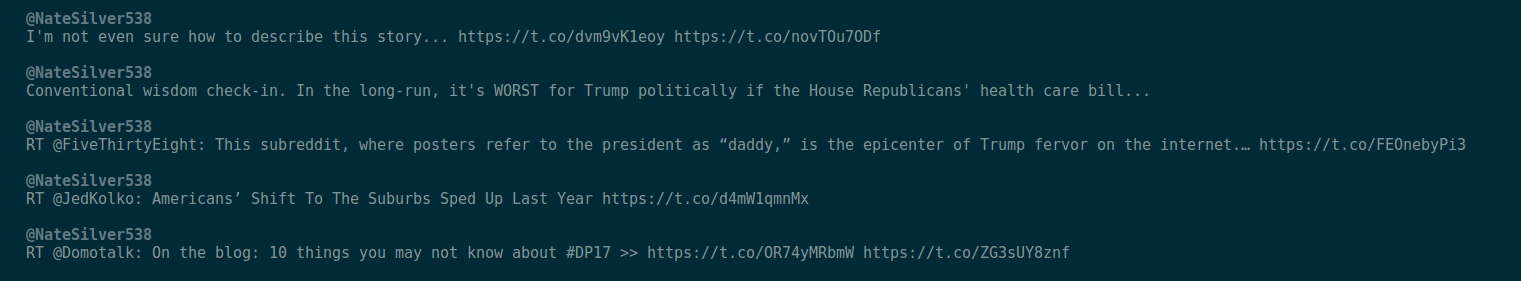 @NateSilver538
I'm not even sure how to describe this story... https://t.co/dvm9vK1eoy https://t.co/novTOu7ODf
@NateSilver538
Conventional wisdom check-in. In the long-run, it's WORST for Trump politically if the House Republicans' health care bill...
@NateSilver538
RT @FiveThirtyEight: This subreddit, where posters refer to the president as “daddy,” is the epicenter of Trump fervor on the internet.… https://t.co/FEOnebyPi3
@NateSilver538
RT @JedKolko: Americans’ Shift To The Suburbs Sped Up Last Year https://t.co/d4mW1qmnMx
@NateSilver538
RT @Domotalk: On the blog: 10 things you may not know about #DP17 >> https://t.co/OR74yMRbmW https://t.co/ZG3sUY8znf